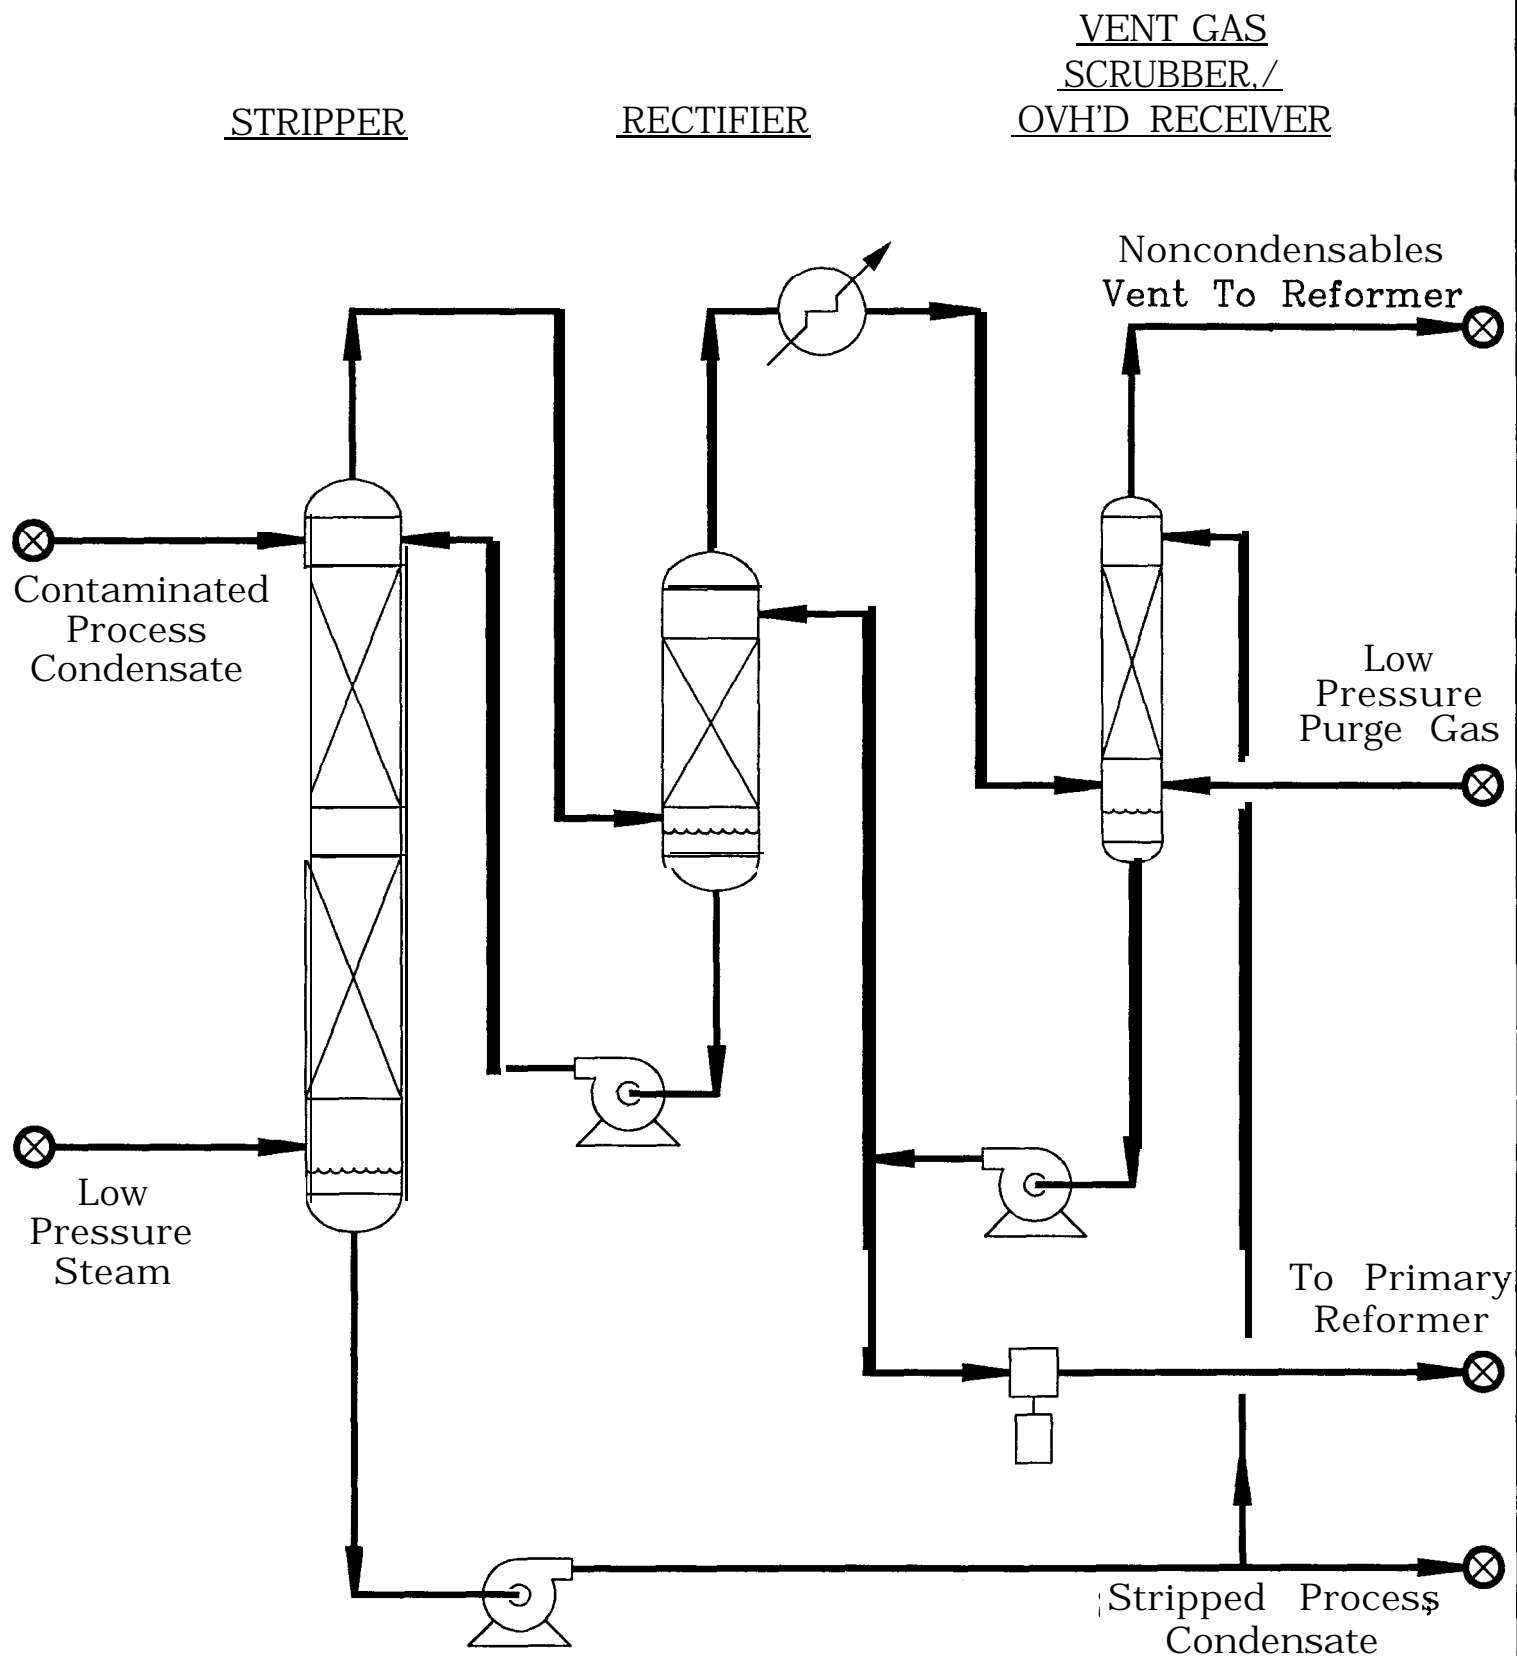 VENT GAS
SCRUBBER,/
OVH'D RECEIVER
STRIPPER
RECTIFIER
Noncondensables
Vent To Reformer
Contaminated
Process
Condensate
Low
Pressure
Purge Gas
Low
Pressure
Steam
To Primary
Reformer
Stripped Process
Condensate